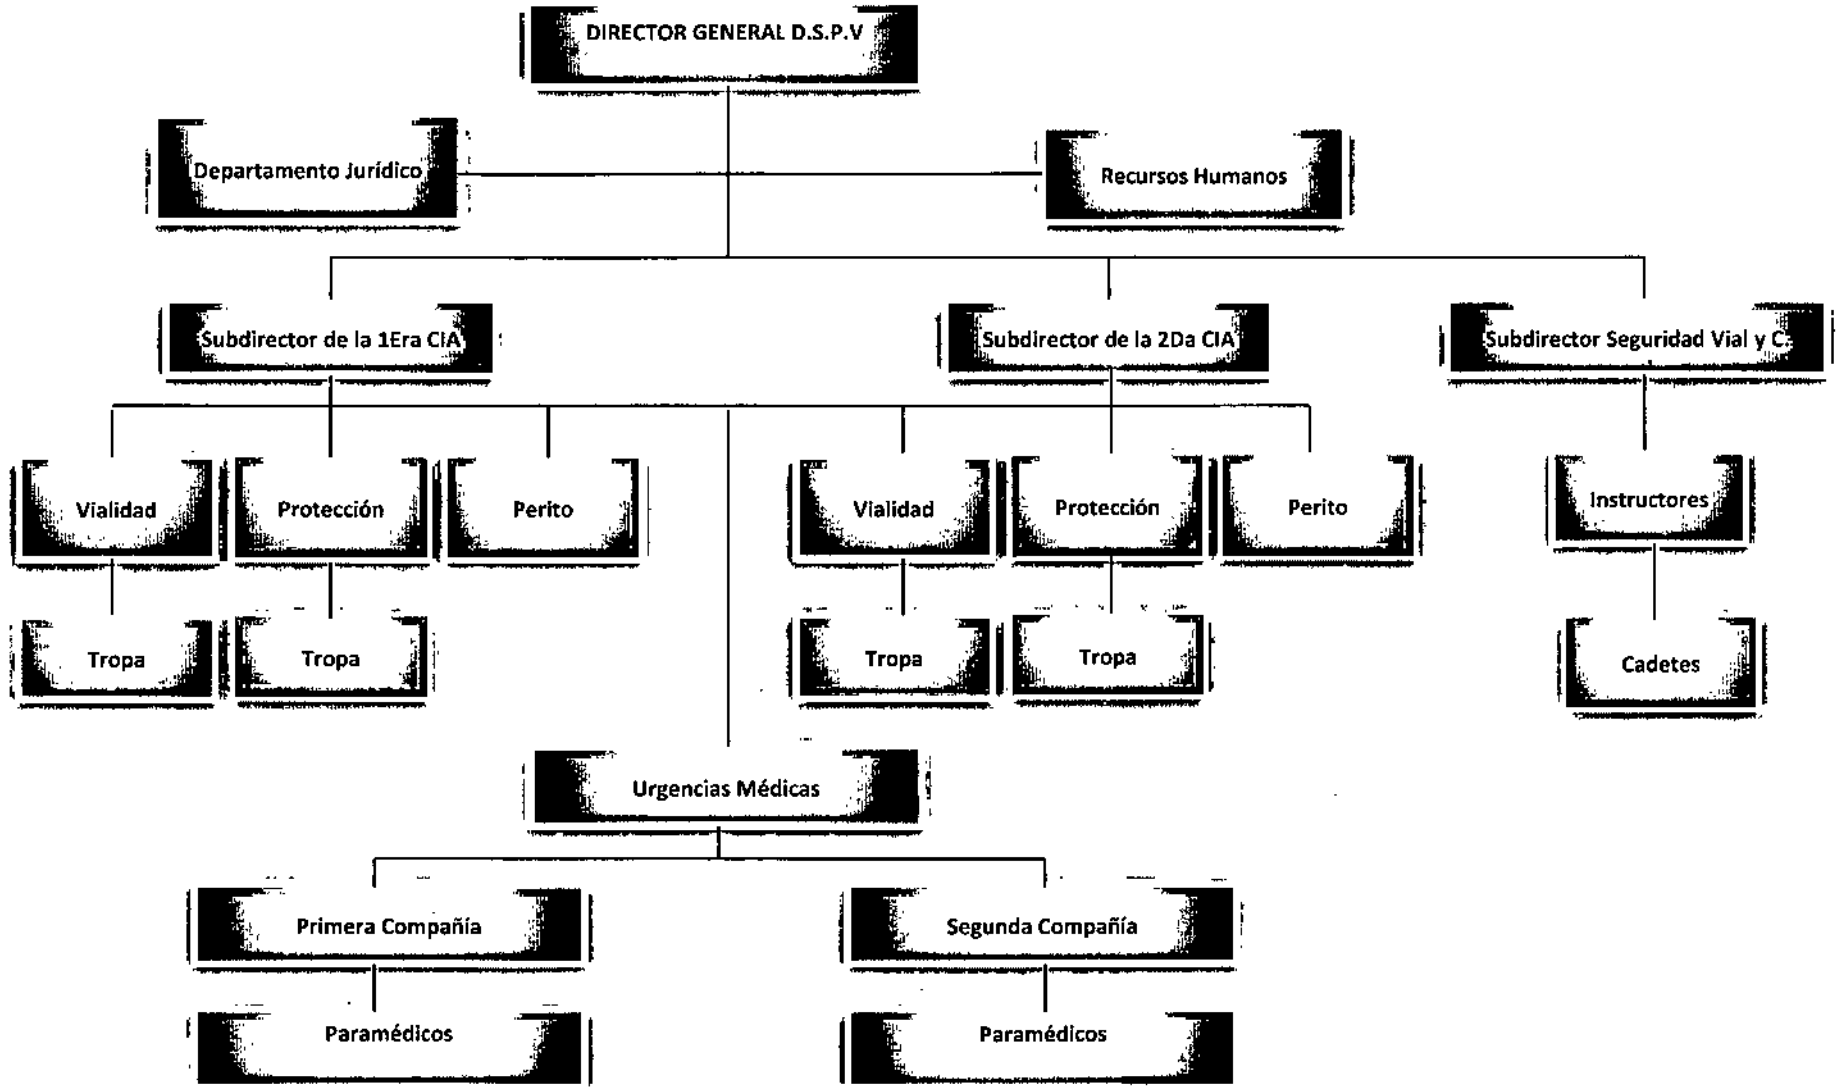 DIRECTOR GENERAL D.S.P.V
Departamento Jurídico
Recursos Humanos
Subdirector de la 1Era CIA
Subdirector de la 2Da CIA
Subdirector Seguridad Vial y C.
Vialidad
Protección
Perito
Vialidad
Protección
Perito
Instructores
Tropa
Tropa
Tropa
Tropa
Cadetes
Urgencias Médicas
Primera Compañía
Segunda Compañía
Paramédicos
Paramédicos